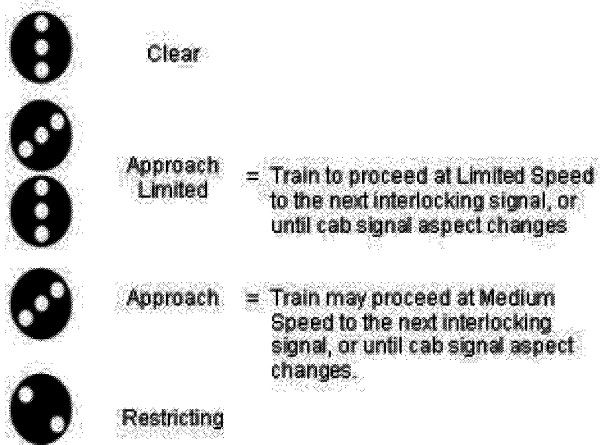 Clear
Approach
Limited
= Train to proceed at Limited Speed
to the next interlocking signal, or
until cab signal aspect changes
Approach
= Train may proceed at Medium
Speed to the next interlocking
signal, or until cab signal aspect
changes.
Restricting